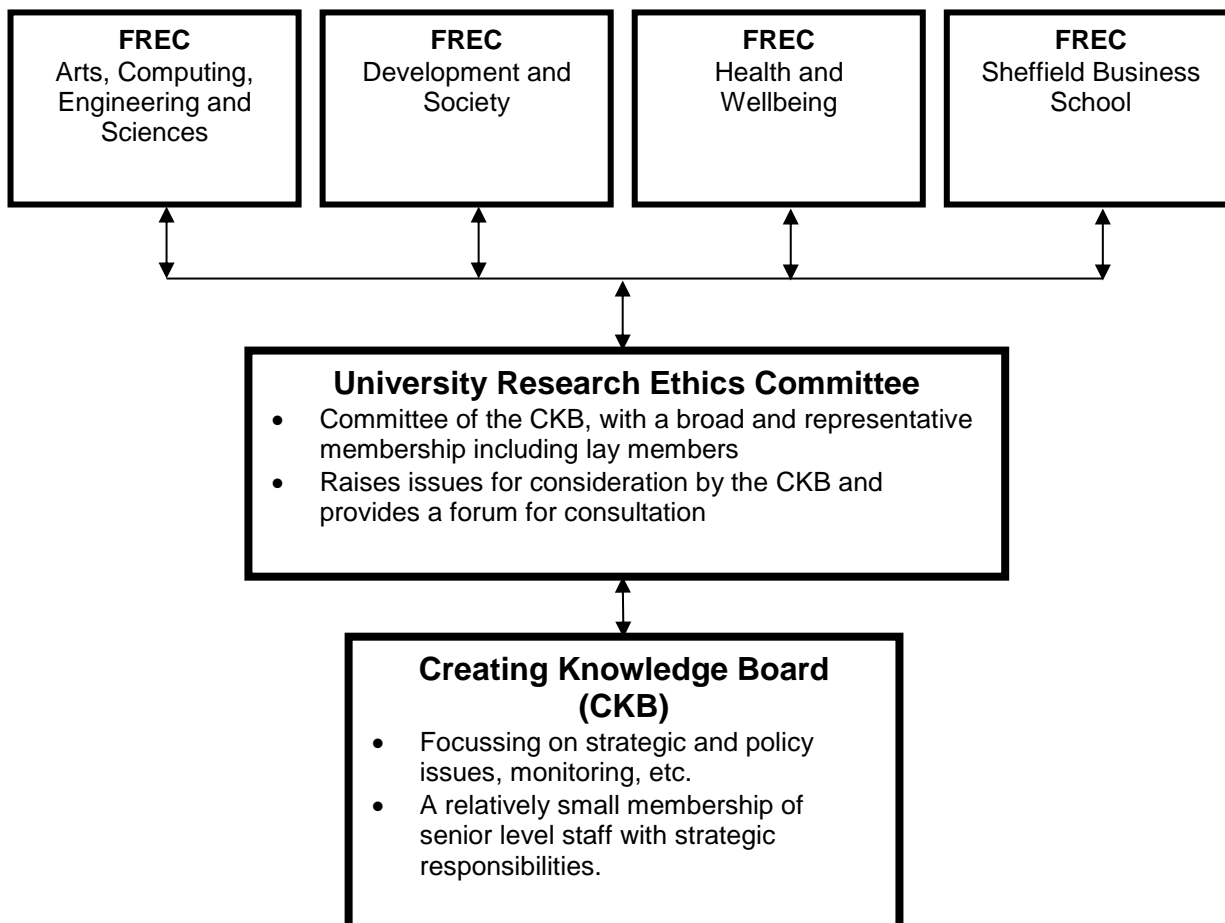 FREC
Arts, Computing,
Engineering and
Sciences
FREC
Development and
Society
FREC
Health and
Wellbeing
FREC
Sheffield Business
School
University Research Ethics Committee
• Committee of the CKB, with a broad and representative
membership including lay members
• Raises issues for consideration by the CKB and
provides a forum for consultation
Creating Knowledge Board
(CKB)
• Focussing on strategic and policy
issues, monitoring, etc.
• A relatively small membership of
senior level staff with strategic
responsibilities.